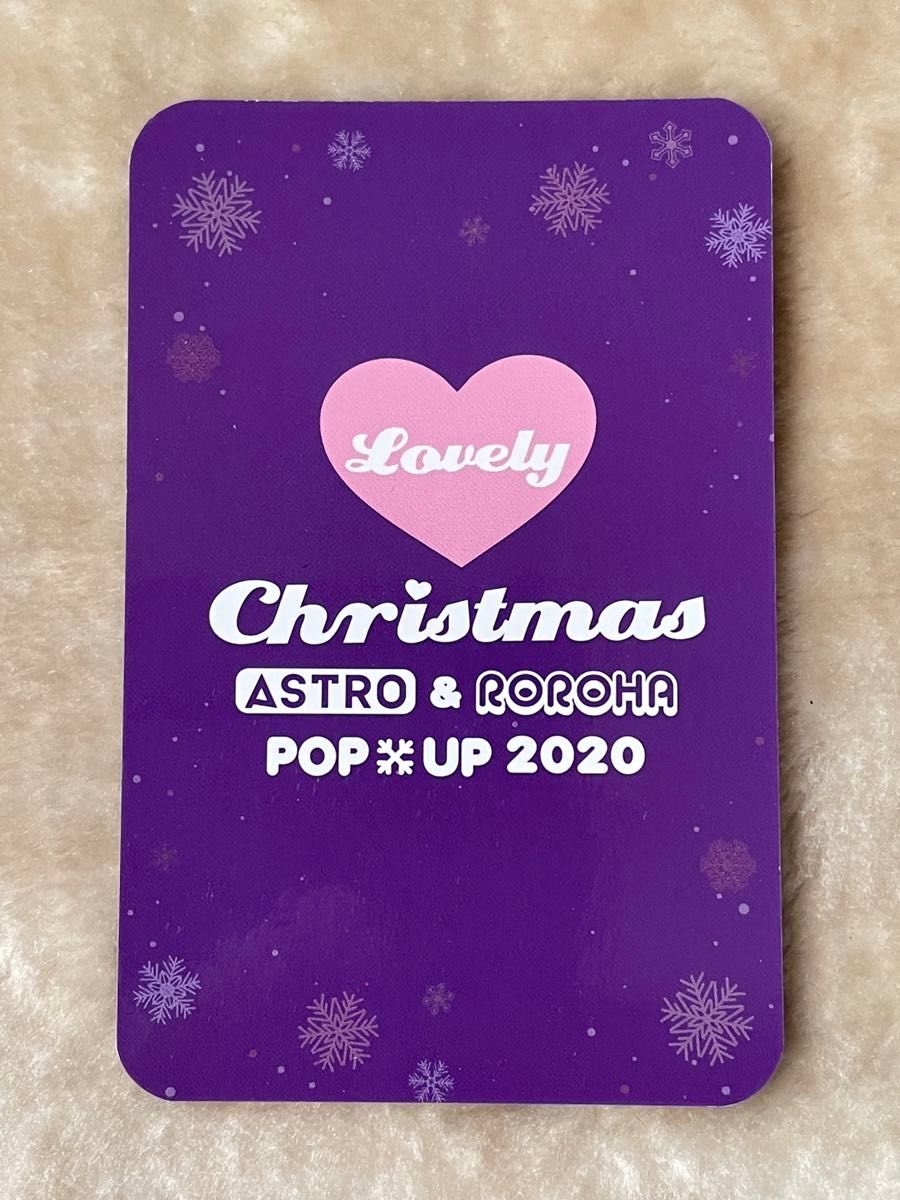 Lovely
Christmas
ASTRO & ROROHA
POP UP 2020